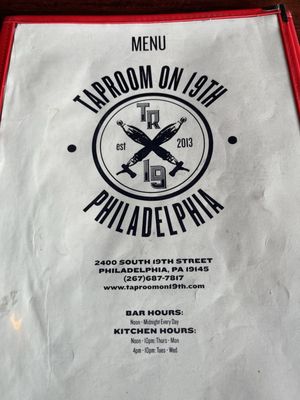 MENU
TAPROOM ON 19TH
TR
est 2013
19
PHILADELPHIA
2400 SOUTH 19TH STREET
PHILADELPHIA, PA 19145
(267)687-7817
www.taproomon19th.com
BAR HOURS:
Noon - Midnight Every Day
KITCHEN HOURS:
Noon - 10pm: Thurs - Mon
4pm - 10pm: Tues - Wed